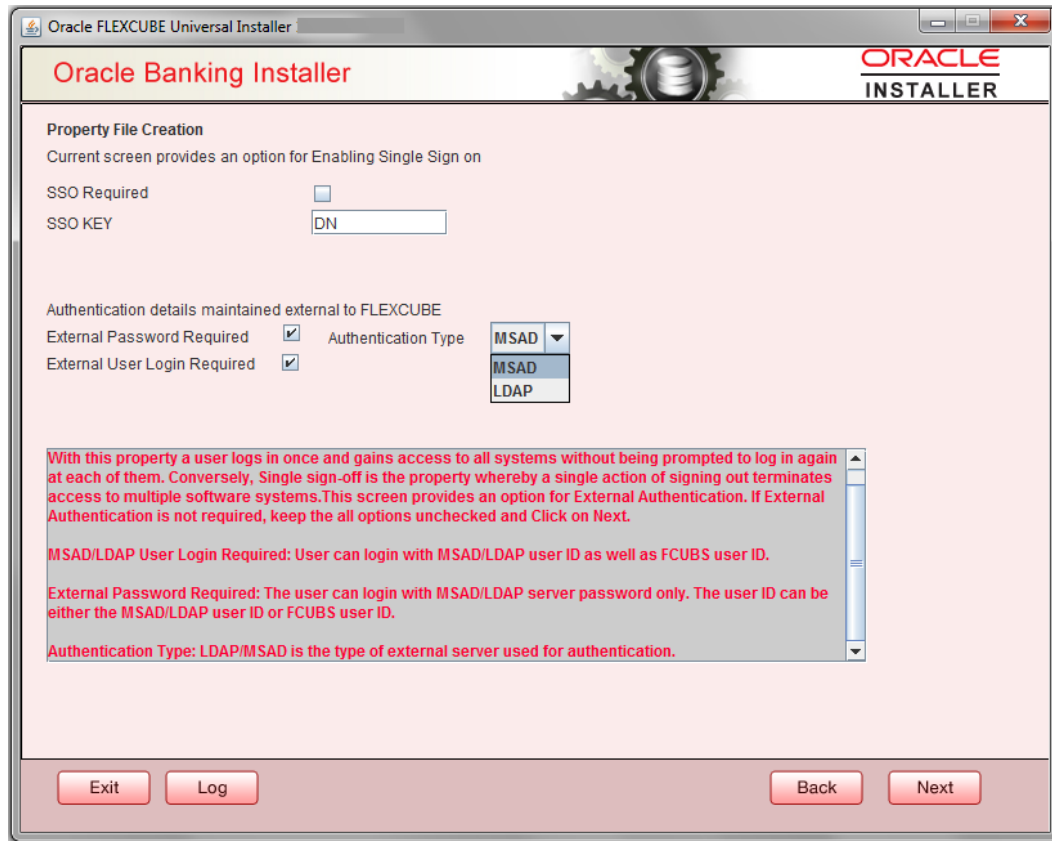 Oracle FLEXCUBE Universal Installer
Oracle Banking Installer
ORACLE
INSTALLER
Property File Creation
Current screen provides an option for Enabling Single Sign on
SSO Required
SSO KEY DN
Authentication details maintained external to FLEXCUBE
External Password Required Authentication Type MSAD
External User Login Required MSAD
LDAP
With this property a user logs in once and gains access to all systems without being prompted to log in again
at each of them. Conversely, Single sign-off is the property whereby a single action of signing out terminates
access to multiple software systems.This screen provides an option for External Authentication. If External
Authentication is not required, keep the all options unchecked and Click on Next.
MSAD/LDAP User Login Required: User can login with MSAD/LDAP user ID as well as FCUBS user ID.
External Password Required: The user can login with MSAD/LDAP server password only. The user ID can be
either the MSAD/LDAP user ID or FCUBS user ID.
Authentication Type: LDAP/MSAD is the type of external server used for authentication.
Exit Log Back Next